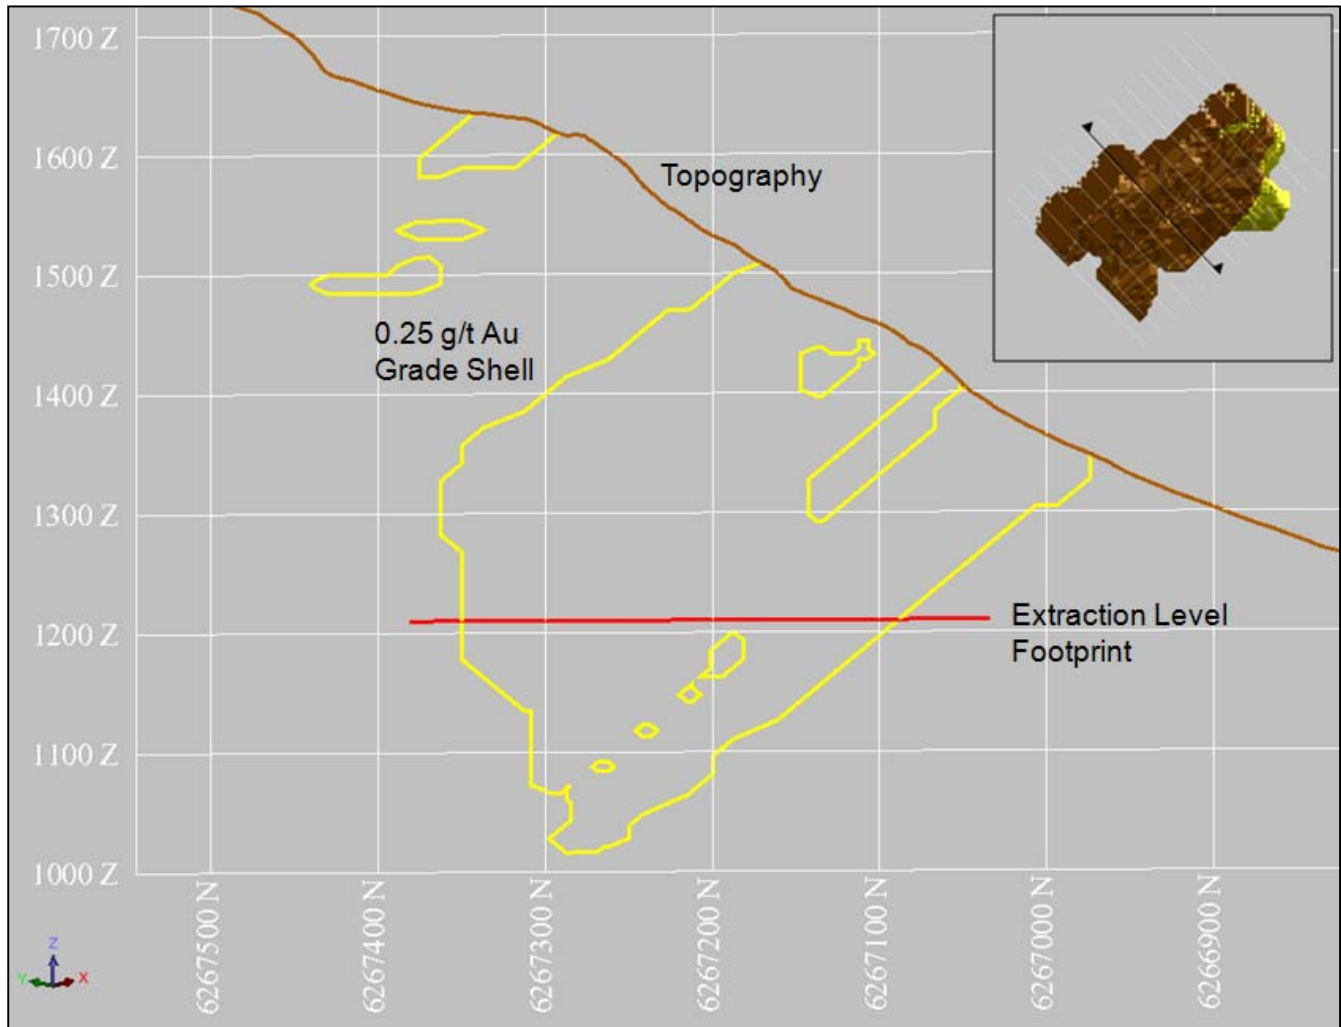 1700 Z
1600 Z
Topography
1500 Z
0.25 g/t Au
Grade Shell
1400 Z
1300 Z
Extraction Level
Footprint
1200 Z
1100 Z
1000 Z
6267500 N
6267400 N
6267300 N
6267200 N
6267100 N
6267000 N
6266900 N
Z
Y
X